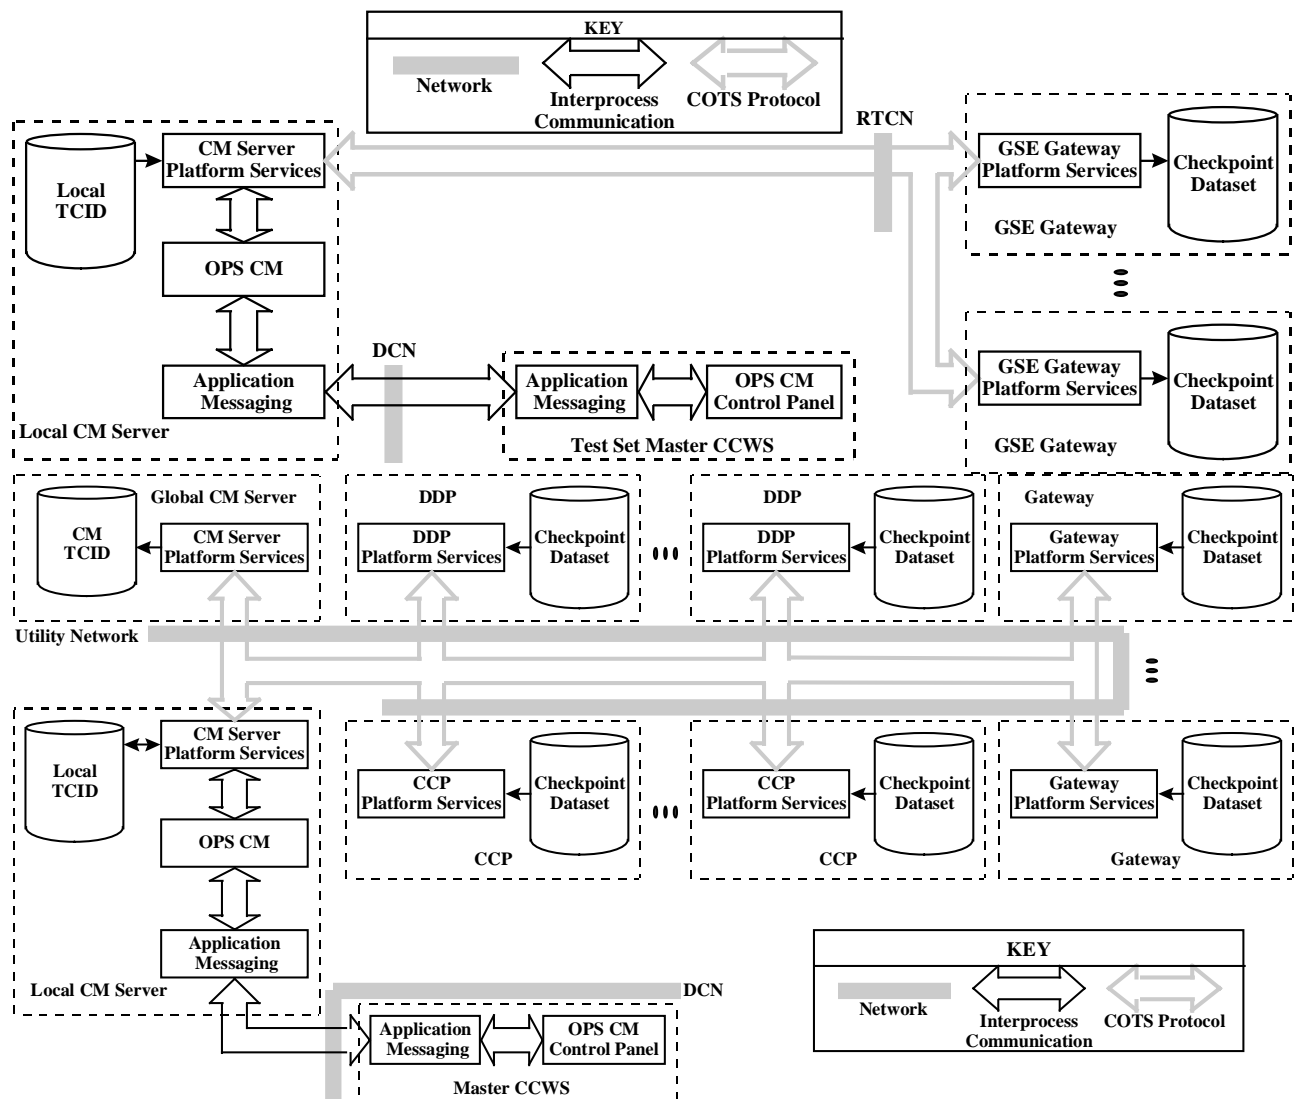 KEY
Network
Interprocess
Communication
COTS Protocol
RTCN
Local
TCID
CM Server
Platform Services
OPS CM
Application
Messaging
Local CM Server
DCN
Application
Messaging
OPS CM
Control Panel
Test Set Master CCWS
GSE Gateway
Platform Services
Checkpoint
Dataset
GSE Gateway
GSE Gateway
Platform Services
Checkpoint
Dataset
GSE Gateway
Global CM Server
CM
TCID
CM Server
Platform Services
DDP
DDP
Platform Services
Checkpoint
Dataset
DDP
DDP
Platform Services
Checkpoint
Dataset
Gateway
Gateway
Platform Services
Checkpoint
Dataset
Utility Network
Local
TCID
CM Server
Platform Services
OPS CM
Application
Messaging
Local CM Server
CCP
Platform Services
Checkpoint
Dataset
CCP
CCP
Platform Services
Checkpoint
Dataset
CCP
Gateway
Platform Services
Checkpoint
Dataset
Gateway
DCN
Application
Messaging
OPS CM
Control Panel
Master CCWS
KEY
Network
Interprocess
Communication
COTS Protocol